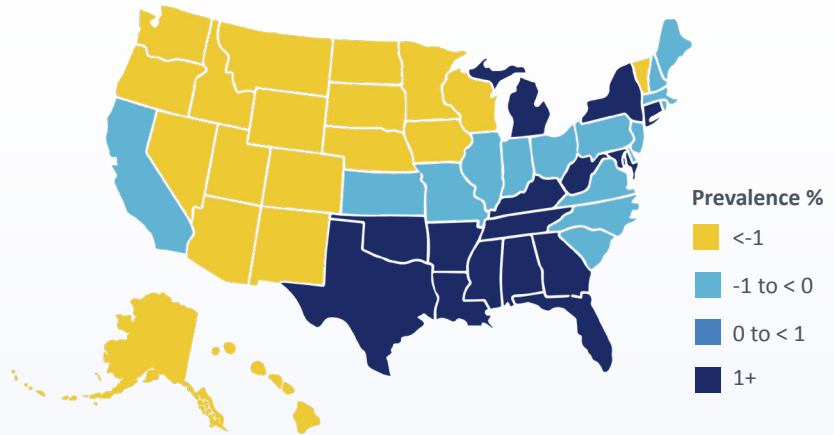 Prevalence %
<-1
-1 to < 0
0 to < 1
1+